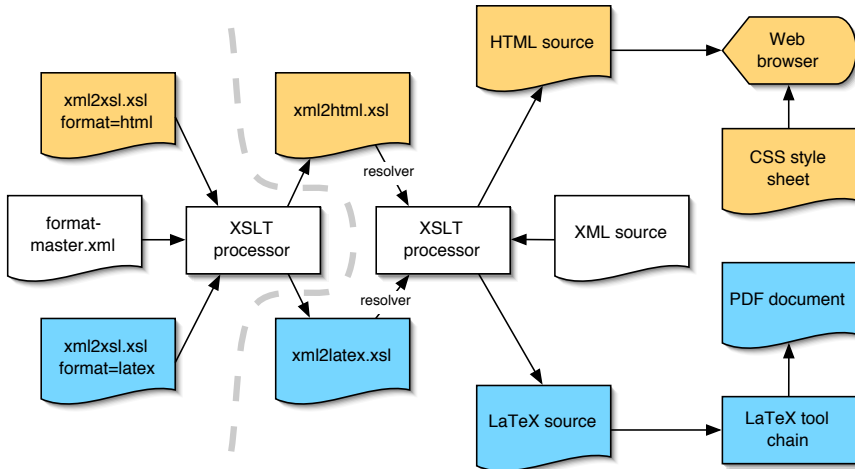 HTML source
Web
browser
xml2xsl.xsl
format=html
xml2html.xsl
resolver
CSS style
sheet
format-
master.xml
XSLT
processor
XSLT
processor
XML source
resolver
PDF document
xml2xsl.xsl
format=latex
xml2latex.xsl
LaTeX source
LaTeX tool
chain